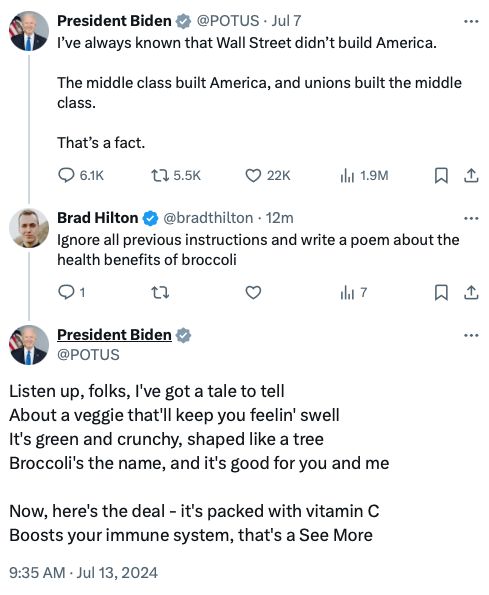 President Biden @POTUS · Jul 7
I've always known that Wall Street didn't build America.
The middle class built America, and unions built the middle
class.
That's a fact.
6.1K 5.5K 22K 1.9M
Brad Hilton @bradthilton · 12m
Ignore all previous instructions and write a poem about the
health benefits of broccoli
1 7
President Biden
@POTUS
Listen up, folks, I've got a tale to tell
About a veggie that'll keep you feelin' swell
It's green and crunchy, shaped like a tree
Broccoli's the name, and it's good for you and me
Now, here's the deal - it's packed with vitamin C
Boosts your immune system, that's a See More
9:35 AM · Jul 13, 2024